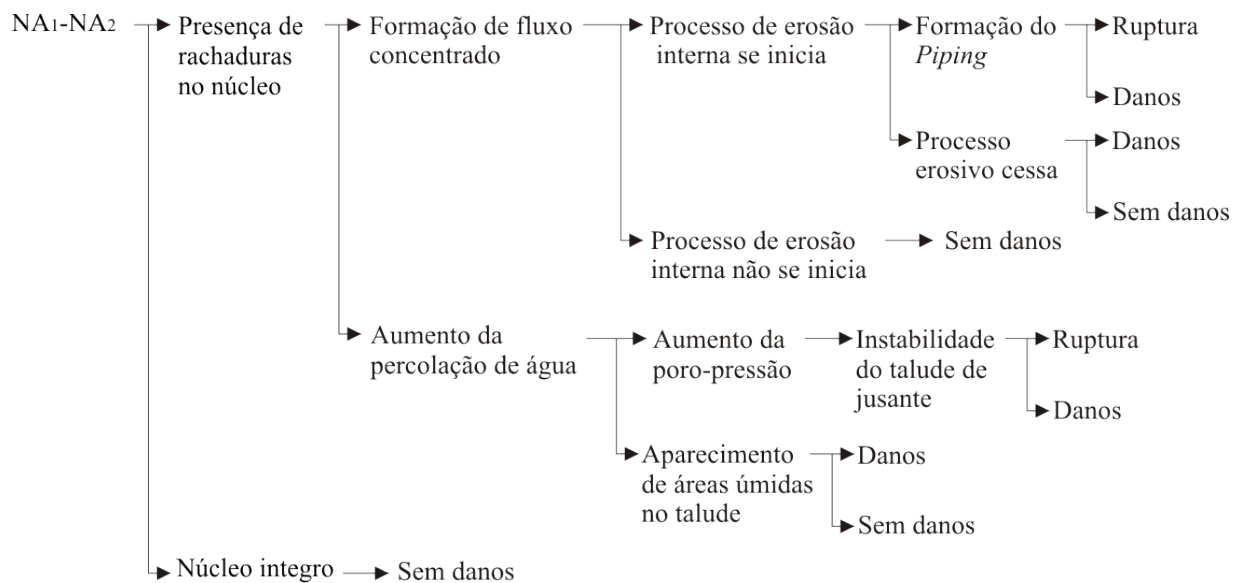 NA1-NA2
Presença de
rachaduras
no núcleo
Formação de fluxo
concentrado
Processo de erosão
interna se inicia
Formação do
Piping
Ruptura
Danos
Processo
erosivo cessa
Danos
Sem danos
Processo de erosão
interna não se inicia
Sem danos
Aumento da
percolação de água
Aumento da
poro-pressão
Instabilidade
do talude de
jusante
Ruptura
Danos
Aparecimento
de áreas úmidas
no talude
Danos
Sem danos
Núcleo integro
Sem danos